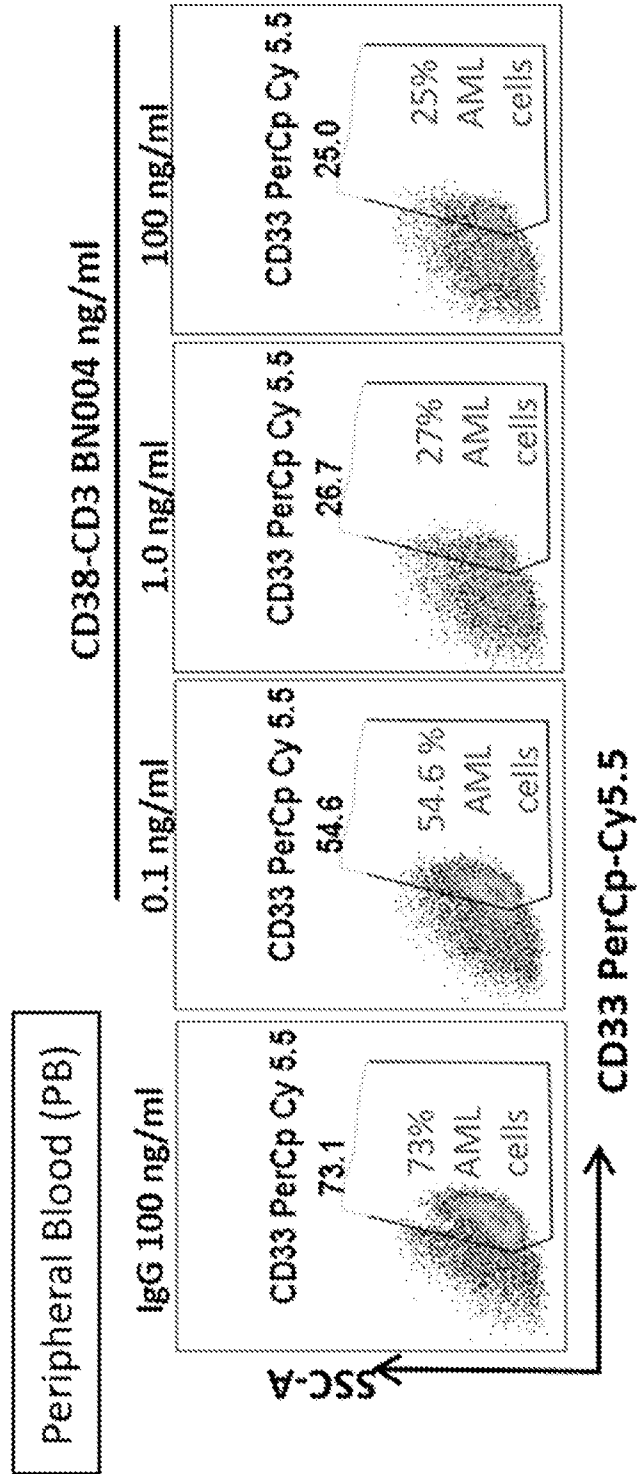 Peripheral Blood (PB)
CD38-CD3 BN004 ng/ml
IgG 100 ng/ml
0.1 ng/ml
1.0 ng/ml
100 ng/ml
CD33 PerCp Cy 5.5
73.1
73%
AML
cells
CD33 PerCp Cy 5.5
54.6
54.6 %
AML
cells
CD33 PerCp Cy 5.5
26.7
27%
AML
cells
CD33 PerCp Cy 5.5
25.0
25%
AML
cells
SSC-A
CD33 PerCp-Cy5.5